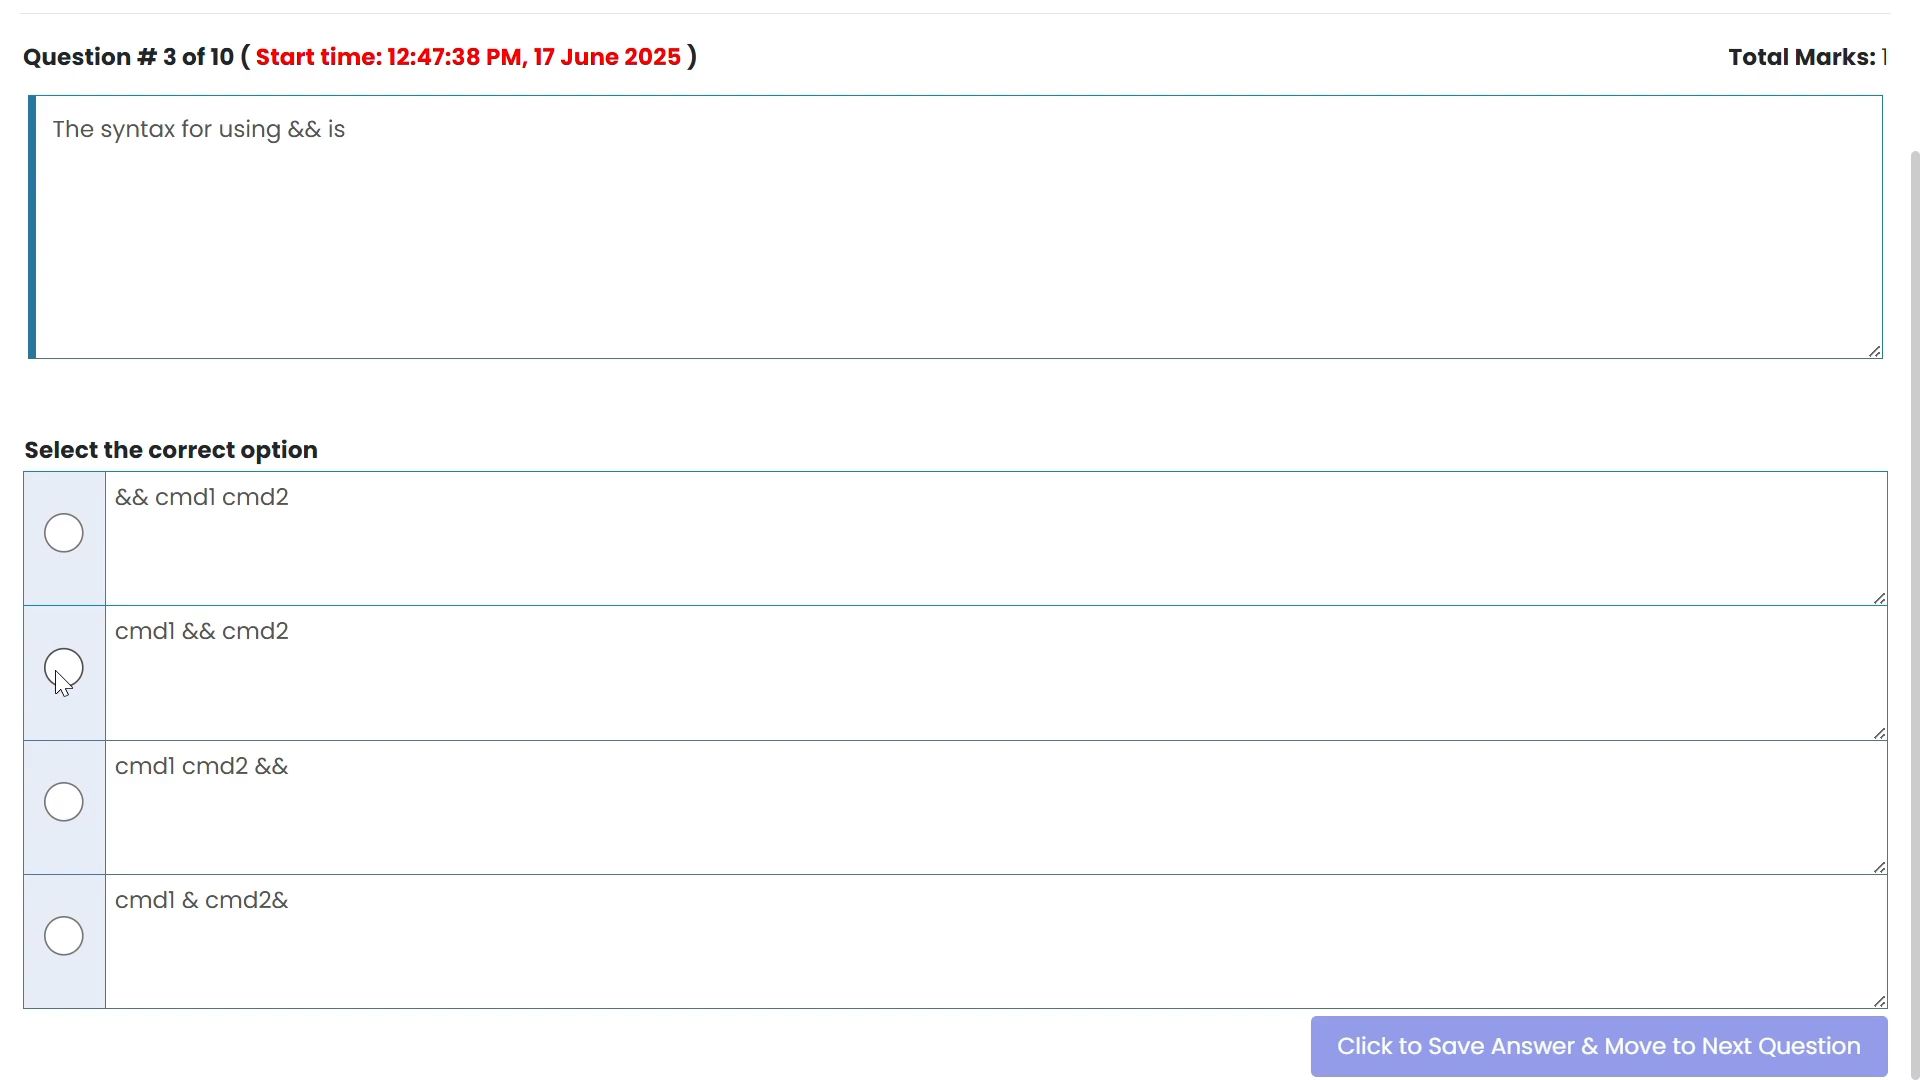 Question # 3 of 10 ( Start time: 12:47:38 PM, 17 June 2025 ) Total Marks: 1
The syntax for using && is
Select the correct option
&& cmd1 cmd2
cmd1 && cmd2
cmd1 cmd2 &&
cmd1 & cmd2&
Click to Save Answer & Move to Next Question